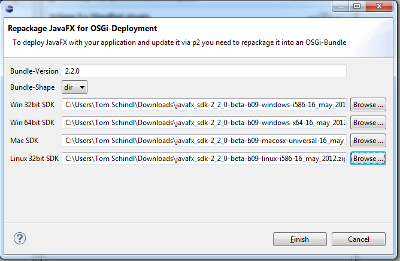 Repackage JavaFX for OSGi-Deployment
To deploy JavaFX with your application and update it via p2 you need to repackage it into an OSGi-Bundle
Bundle-Version 2.2.0
Bundle-Shape dir
Win 32bit SDK C:\Users\Tom Schindl\Downloads\javafx_sdk-2_2_0-beta-b09-windows-i586-16_may_201 Browse ...
Win 64bit SDK C:\Users\Tom Schindl\Downloads\javafx_sdk-2_2_0-beta-b09-windows-x64-16_may_2012. Browse ...
Mac SDK C:\Users\Tom Schindl\Downloads\javafx_sdk-2_2_0-beta-b09-macosx-universal-16_may_ Browse ...
Linux 32bit SDK C:\Users\Tom Schindl\Downloads\javafx_sdk-2_2_0-beta-b09-linux-i586-16_may_2012.zip Browse ...
? Finish Cancel